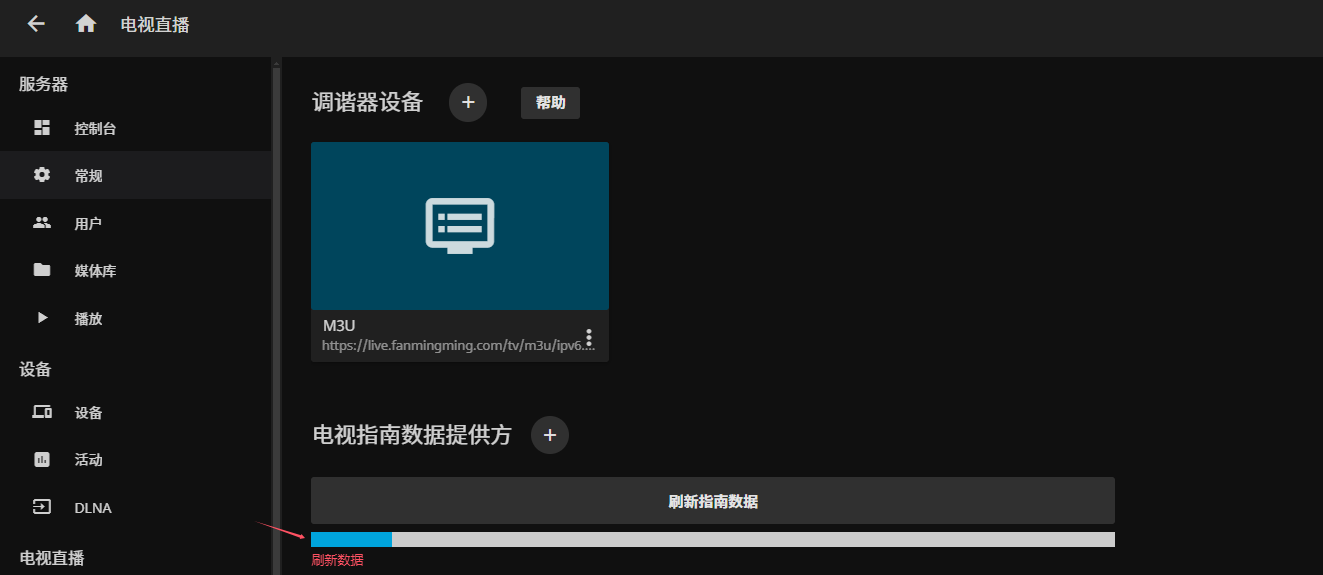 电视直播
服务器
控制台
常规
用户
媒体库
播放
设备
设备
活动
DLNA
电视直播
调谐器设备
帮助
M3U
https://live.fanmingming.com/tv/m3u/ipv6....
电视指南数据提供方
刷新指南数据
刷新数据